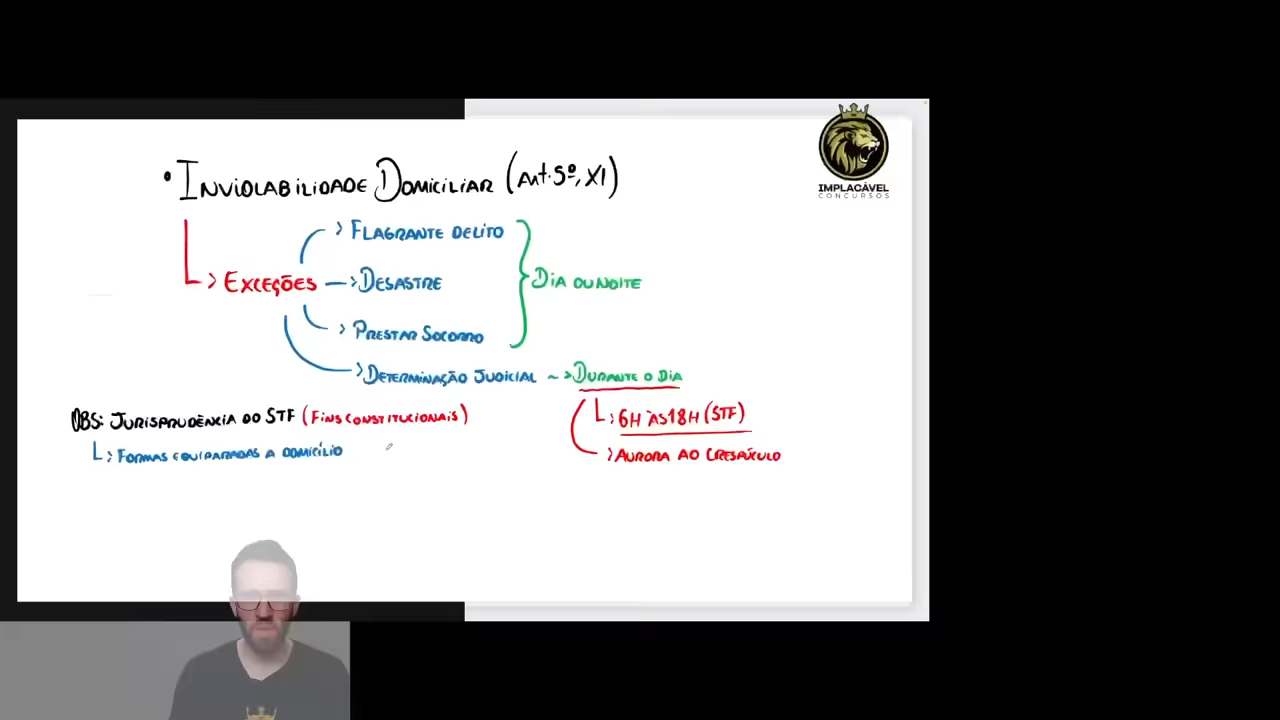 IMPLACÁVEL
CONCURSOS
• INVIOLABILIDADE DOMICILIAR (ART. 5º, XI)
> FLAGRANTE DELITO
> EXCEÇÕES —> DESASTRE } DIA OU NOITE
> PRESTAR SOCORRO
> DETERMINAÇÃO JUDICIAL ~> DURANTE O DIA
OBS: JURISPRUDÊNCIA DO STF (FINS CONSTITUCIONAIS)
> 6H ÀS 18H (STF)
> FORMAS EQUIPARADAS A DOMICÍLIO
> AURORA AO CREPÚCULO